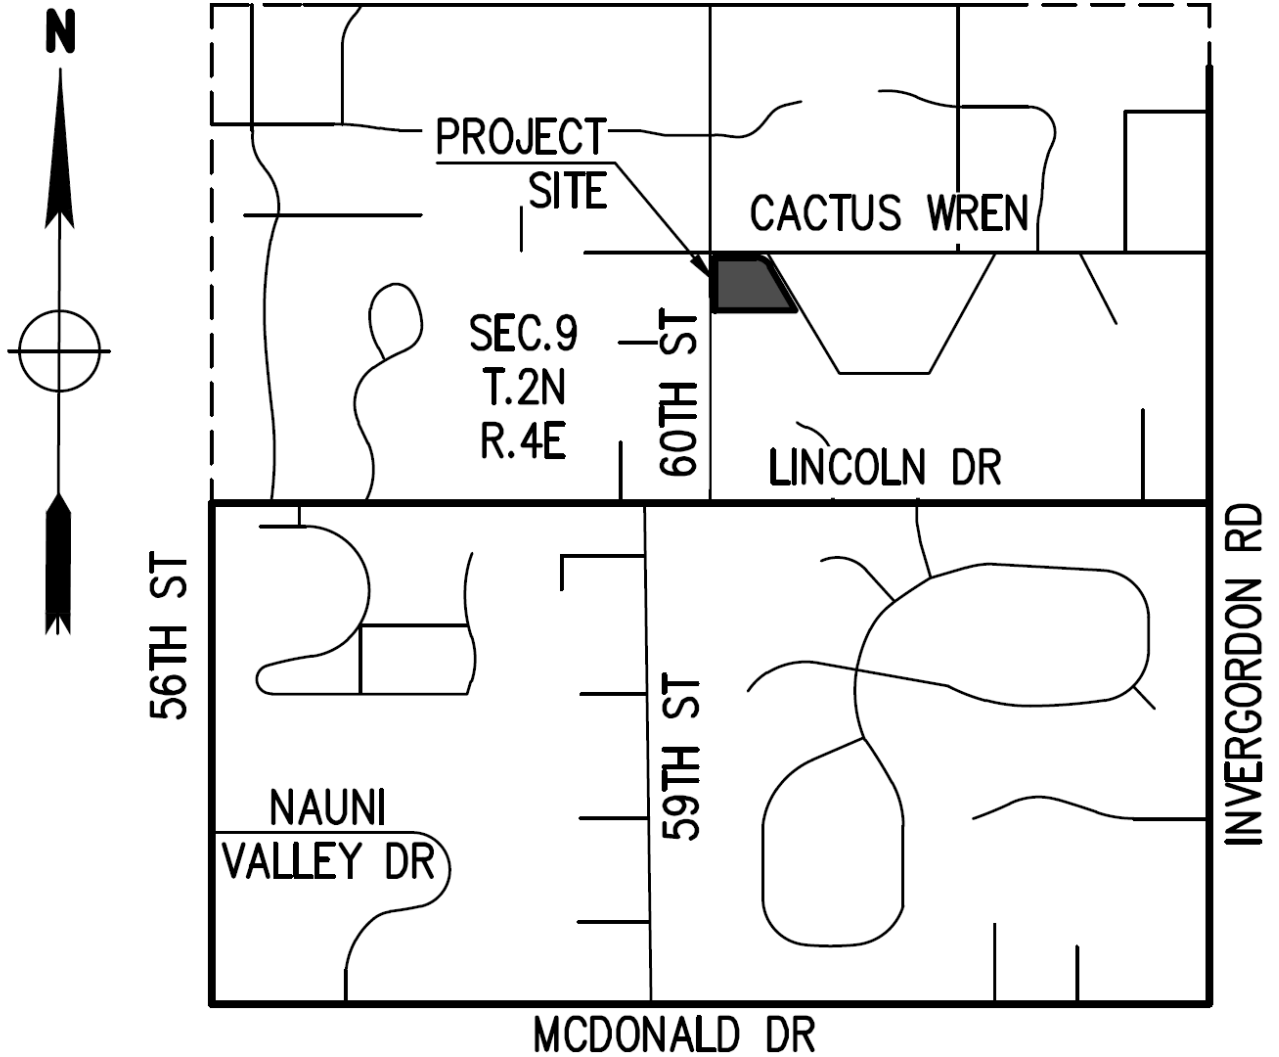 N
PROJECT
SITE
CACTUS WREN
SEC.9
T.2N
R.4E
60TH ST
LINCOLN DR
56TH ST
59TH ST
INVERGORDON RD
NAUNI
VALLEY DR
MCDONALD DR